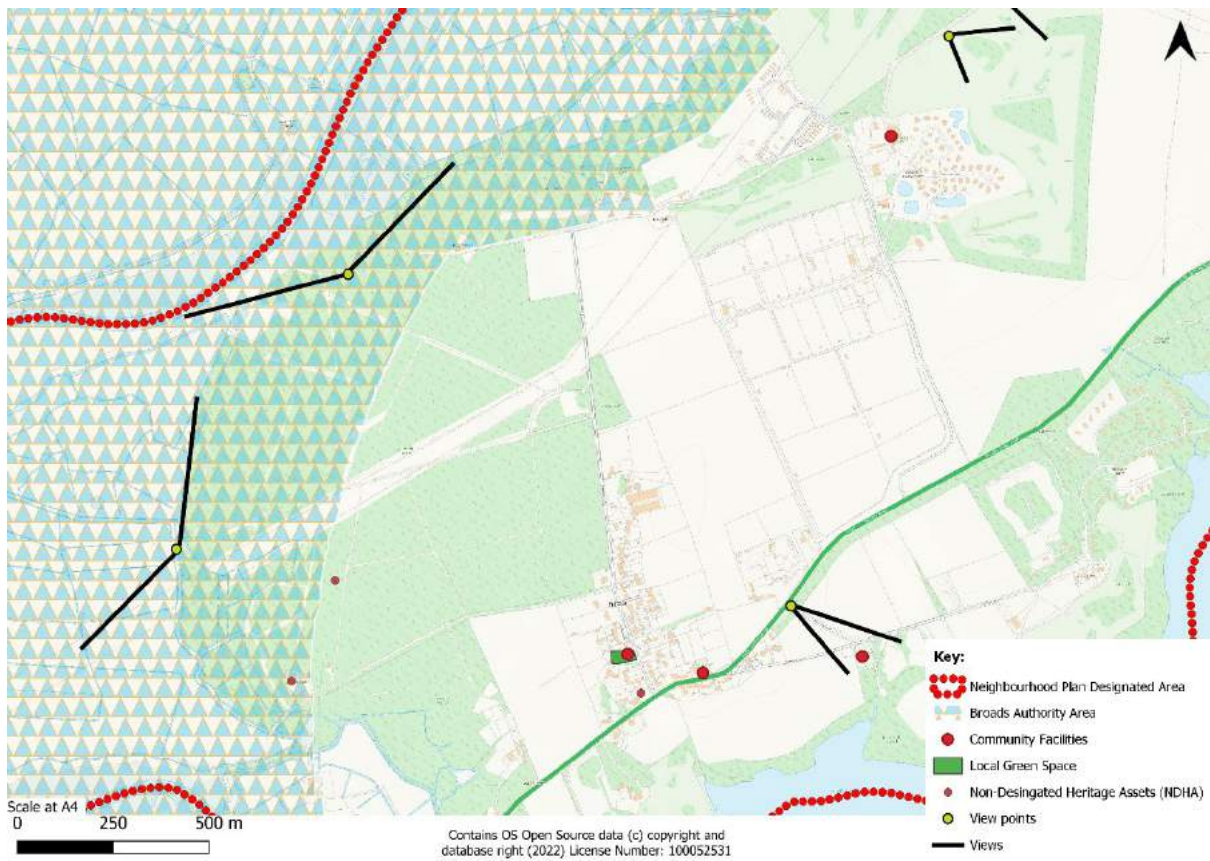 Key:
Neighbourhood Plan Designated Area
Broads Authority Area
Community Facilities
Local Green Space
Non-Desingated Heritage Assets (NDHA)
View points
Views
Scale at A4
0 250 500 m
Contains OS Open Source data (c) copyright and
database right (2022) License Number: 100052531